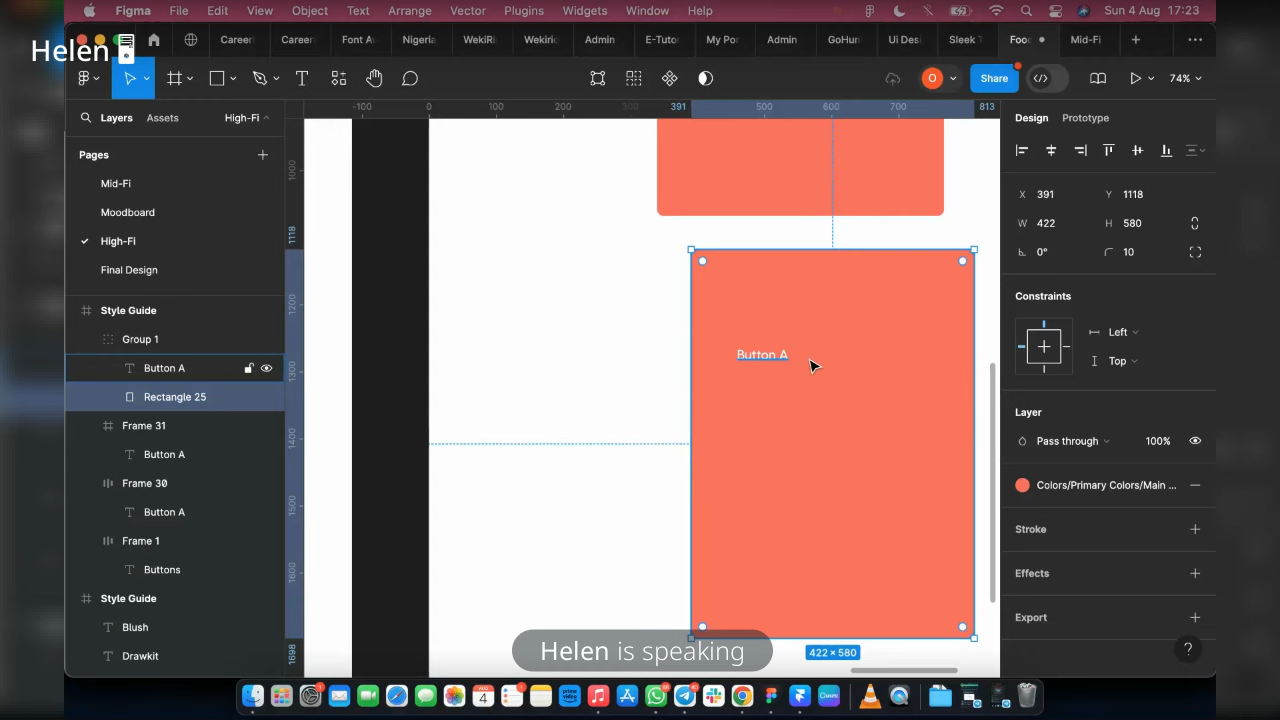 Figma File Edit View Object Text Arrange Vector Plugins Widgets Window Help Sun 4 Aug 17:23
Helen
Career Career Font A Nigeria WekiRi Wekiric Admin E-Tutor My Por Admin GoHun Ui Desi Sleek T Food Mid-Fi
O Share 74%
-100 0 100 200 300 391 500 600 700 813
Layers Assets High-Fi
Design Prototype
Pages
Mid-Fi
Moodboard
High-Fi
Final Design
X 391 Y 1118
W 422 H 580
0° 10
Style Guide
Group 1
Button A
Rectangle 25
Frame 31
Button A
Frame 30
Button A
Frame 1
Buttons
Style Guide
Blush
Drawkit
1000
1118
1200
1300
1400
1500
1600
1698
Button A
422 × 580
Constraints
Left
Top
Layer
Pass through 100%
Colors/Primary Colors/Main ...
Stroke
Effects
Export
?
Helen is speaking